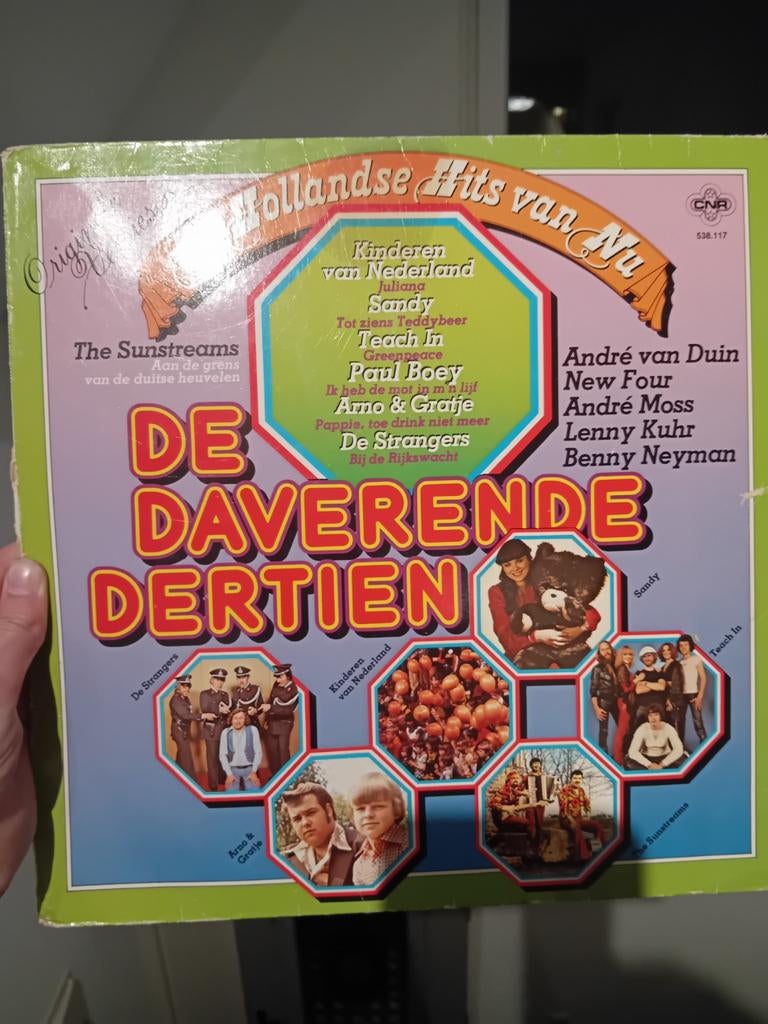 Hollandse Hits van Nu
CNR
538.117
Kinderen
van Nederland
Juliana
Sandy
Tot ziens Teddybeer
Teach In
Greenpeace
Paul Boey
Ik heb de mot in m'n lijf
Arno & Gratje
Pappie, toe drink niet meer
De Strangers
Bij de Rijkswacht
The Sunstreams
Aan de grens
van de duitse heuvelen
André van Duin
New Four
André Moss
Lenny Kuhr
Benny Neyman
DE
DAVERENDE
DERTIEN
Sandy
Teach In
Kinderen
van Nederland
De Strangers
Arno &
Gratje
The Sunstreams